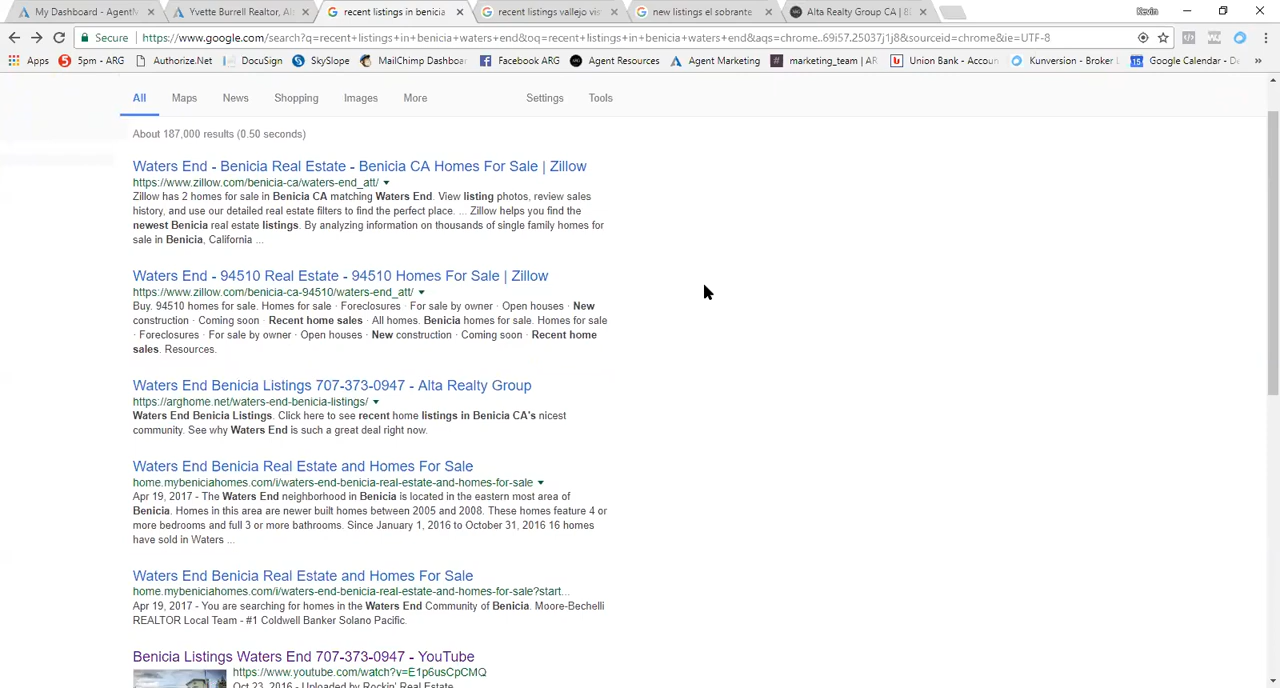 My Dashboard - AgentM
Yvette Burrell Realtor, Alt
recent listings in benicia
recent listings vallejo vis
new listings el sobrante
Alta Realty Group CA | 8
Kevin
Secure
https://www.google.com/search?q=recent+listings+in+benicia+waters+end&oq=recent+listings+in+benicia+waters+end&aqs=chrome..69i57.25037j1j8&sourceid=chrome&ie=UTF-8
Apps
5pm - ARG
Authorize.Net
DocuSign
SkySlope
MailChimp Dashboa
Facebook ARG
Agent Resources
Agent Marketing
marketing_team | AR
Union Bank - Accoun
Kunversion - Broker
Google Calendar - De
All Maps News Shopping Images More Settings Tools
About 187,000 results (0.50 seconds)
Waters End - Benicia Real Estate - Benicia CA Homes For Sale | Zillow
https://www.zillow.com/benicia-ca/waters-end_att/
Zillow has 2 homes for sale in Benicia CA matching Waters End. View listing photos, review sales
history, and use our detailed real estate filters to find the perfect place. ... Zillow helps you find the
newest Benicia real estate listings. By analyzing information on thousands of single family homes for
sale in Benicia, California ...
Waters End - 94510 Real Estate - 94510 Homes For Sale | Zillow
https://www.zillow.com/benicia-ca-94510/waters-end_att/
Buy. 94510 homes for sale. Homes for sale · Foreclosures · For sale by owner · Open houses · New
construction · Coming soon · Recent home sales · All homes. Benicia homes for sale. Homes for sale
· Foreclosures · For sale by owner · Open houses · New construction · Coming soon · Recent home
sales. Resources.
Waters End Benicia Listings 707-373-0947 - Alta Realty Group
https://arghome.net/waters-end-benicia-listings/
Waters End Benicia Listings. Click here to see recent home listings in Benicia CA's nicest
community. See why Waters End is such a great deal right now.
Waters End Benicia Real Estate and Homes For Sale
home.mybeniciahomes.com/i/waters-end-benicia-real-estate-and-homes-for-sale
Apr 19, 2017 - The Waters End neighborhood in Benicia is located in the eastern most area of
Benicia. Homes in this area are newer built homes between 2005 and 2008. These homes feature 4 or
more bedrooms and full 3 or more bathrooms. Since January 1, 2016 to October 31, 2016 16 homes
have sold in Waters ...
Waters End Benicia Real Estate and Homes For Sale
home.mybeniciahomes.com/i/waters-end-benicia-real-estate-and-homes-for-sale?start...
Apr 19, 2017 - You are searching for homes in the Waters End Community of Benicia. Moore-Bechelli
REALTOR Local Team - #1 Coldwell Banker Solano Pacific.
Benicia Listings Waters End 707-373-0947 - YouTube
https://www.youtube.com/watch?v=E1p6usCpCMQ
Oct 23, 2016 - Uploaded by Rockin' Real Estate